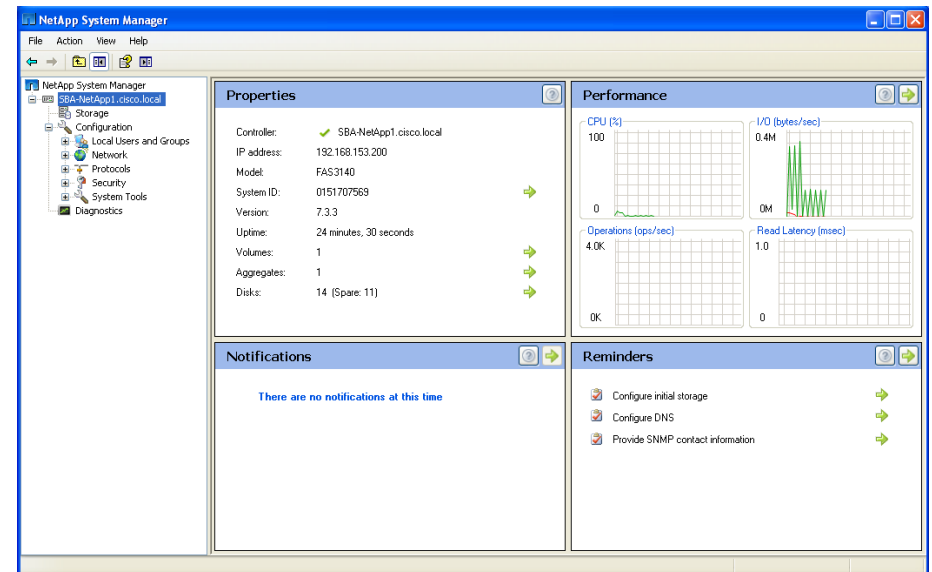 NetApp System Manager
File Action View Help
NetApp System Manager
SBA-NetApp1.cisco.local
Storage
Configuration
Local Users and Groups
Network
Protocols
Security
System Tools
Diagnostics
Properties
Controller: SBA-NetApp1.cisco.local
IP address: 192.168.153.200
Model: FAS3140
System ID: 0151707569
Version: 7.3.3
Uptime: 24 minutes, 30 seconds
Volumes: 1
Aggregates: 1
Disks: 14 (Spare: 11)
Performance
CPU (%)
100
0
I/O (bytes/sec)
0.4M
0M
Operations (ops/sec)
4.0K
0K
Read Latency (msec)
1.0
0
Notifications
There are no notifications at this time
Reminders
Configure initial storage
Configure DNS
Provide SNMP contact information